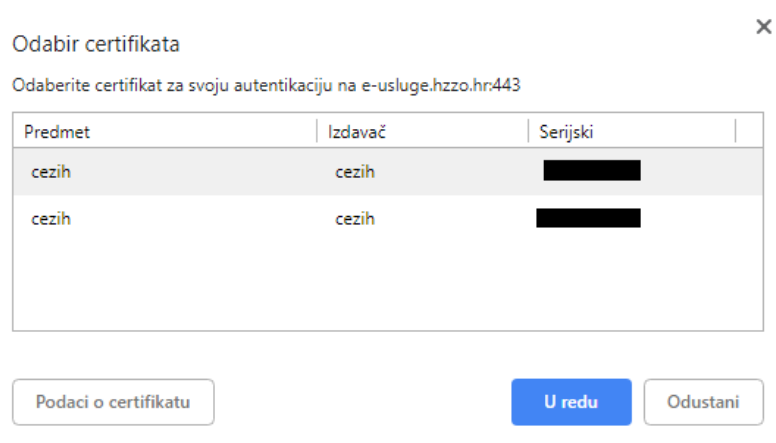 Odabir certifikata
Odaberite certifikat za svoju autentikaciju na e-usluge.hzzo.hr:443
Predmet Izdavač Serijski
cezih cezih
cezih cezih
Podaci o certifikatu U redu Odustani